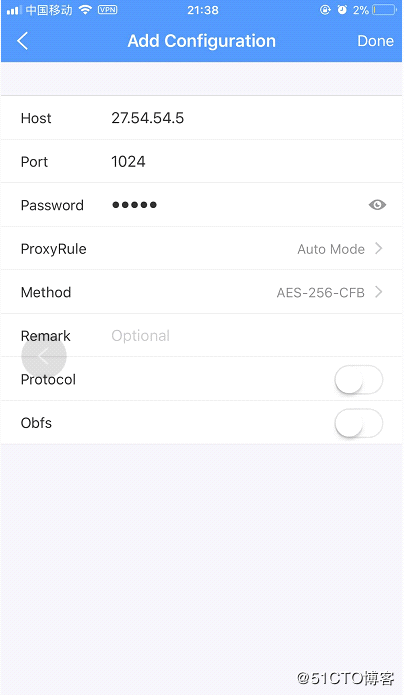 中国移动 VPN 21:38 2%
Add Configuration Done
Host 27.54.54.5
Port 1024
Password •••••
ProxyRule Auto Mode
Method AES-256-CFB
Remark Optional
Protocol
Obfs
@51CTO博客